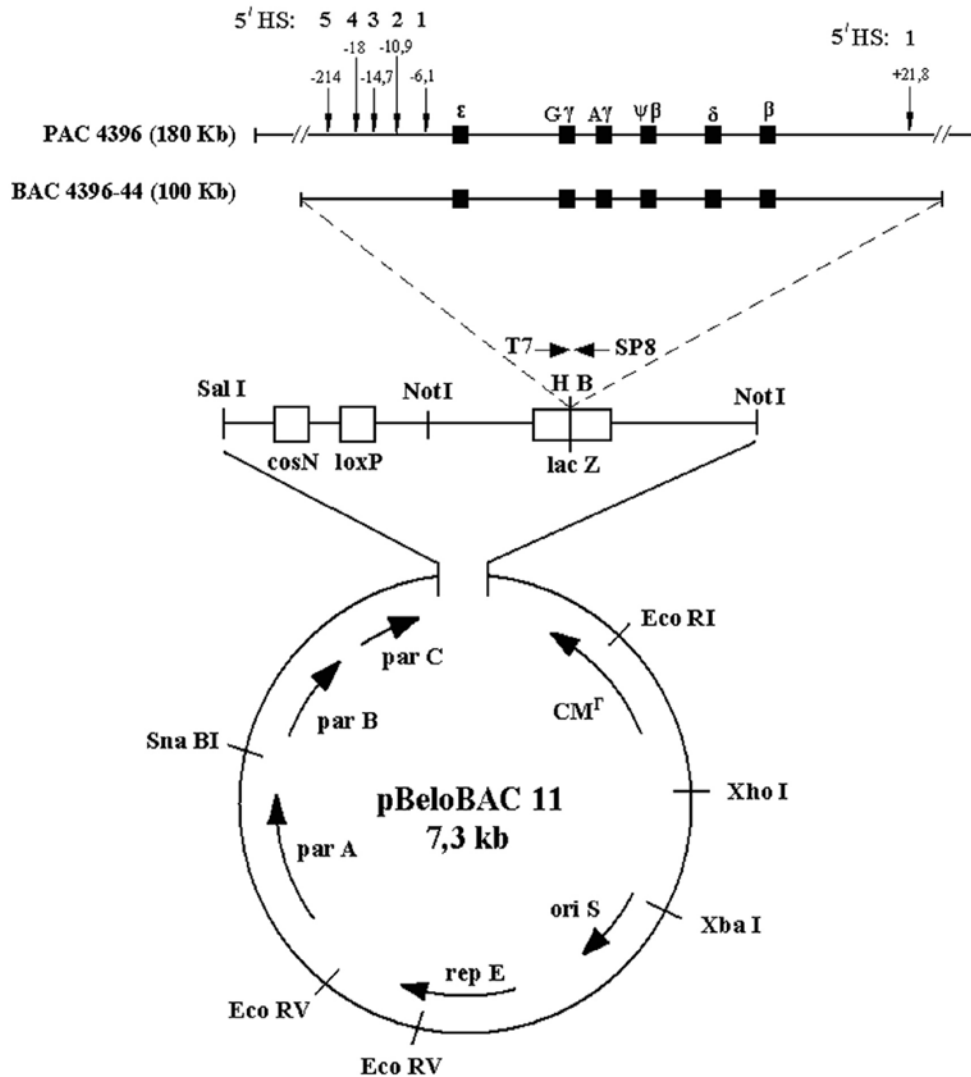 5' HS: 5 4 3 2 1
5' HS: 1
-18
-10,9
-214
-14,7
-6,1
+21,8
ε
Gγ
Aγ
Ψβ
δ
β
PAC 4396 (180 Kb)
BAC 4396-44 (100 Kb)
T7
SP8
H B
Sal I
NotI
NotI
cosN
loxP
lac Z
Eco RI
par C
CMΓ
par B
Sna BI
pBeloBAC 11
7,3 kb
Xho I
par A
ori S
Xba I
rep E
Eco RV
Eco RV